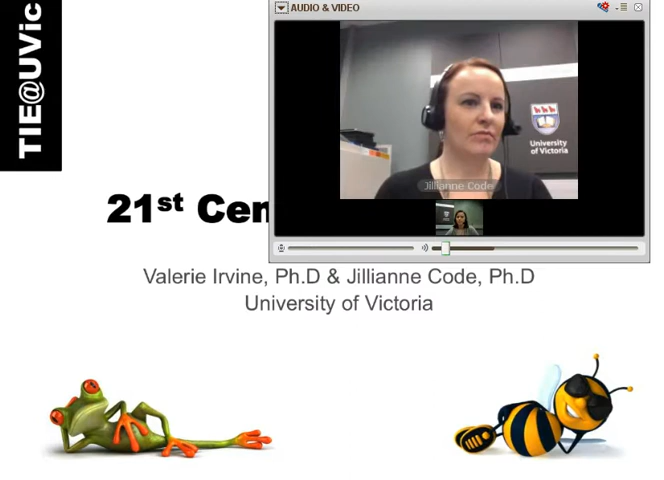 TIE@UVic
AUDIO & VIDEO
University
of Victoria
Jillianne Code
21st Cen
Valerie Irvine, Ph.D & Jillianne Code, Ph.D
University of Victoria